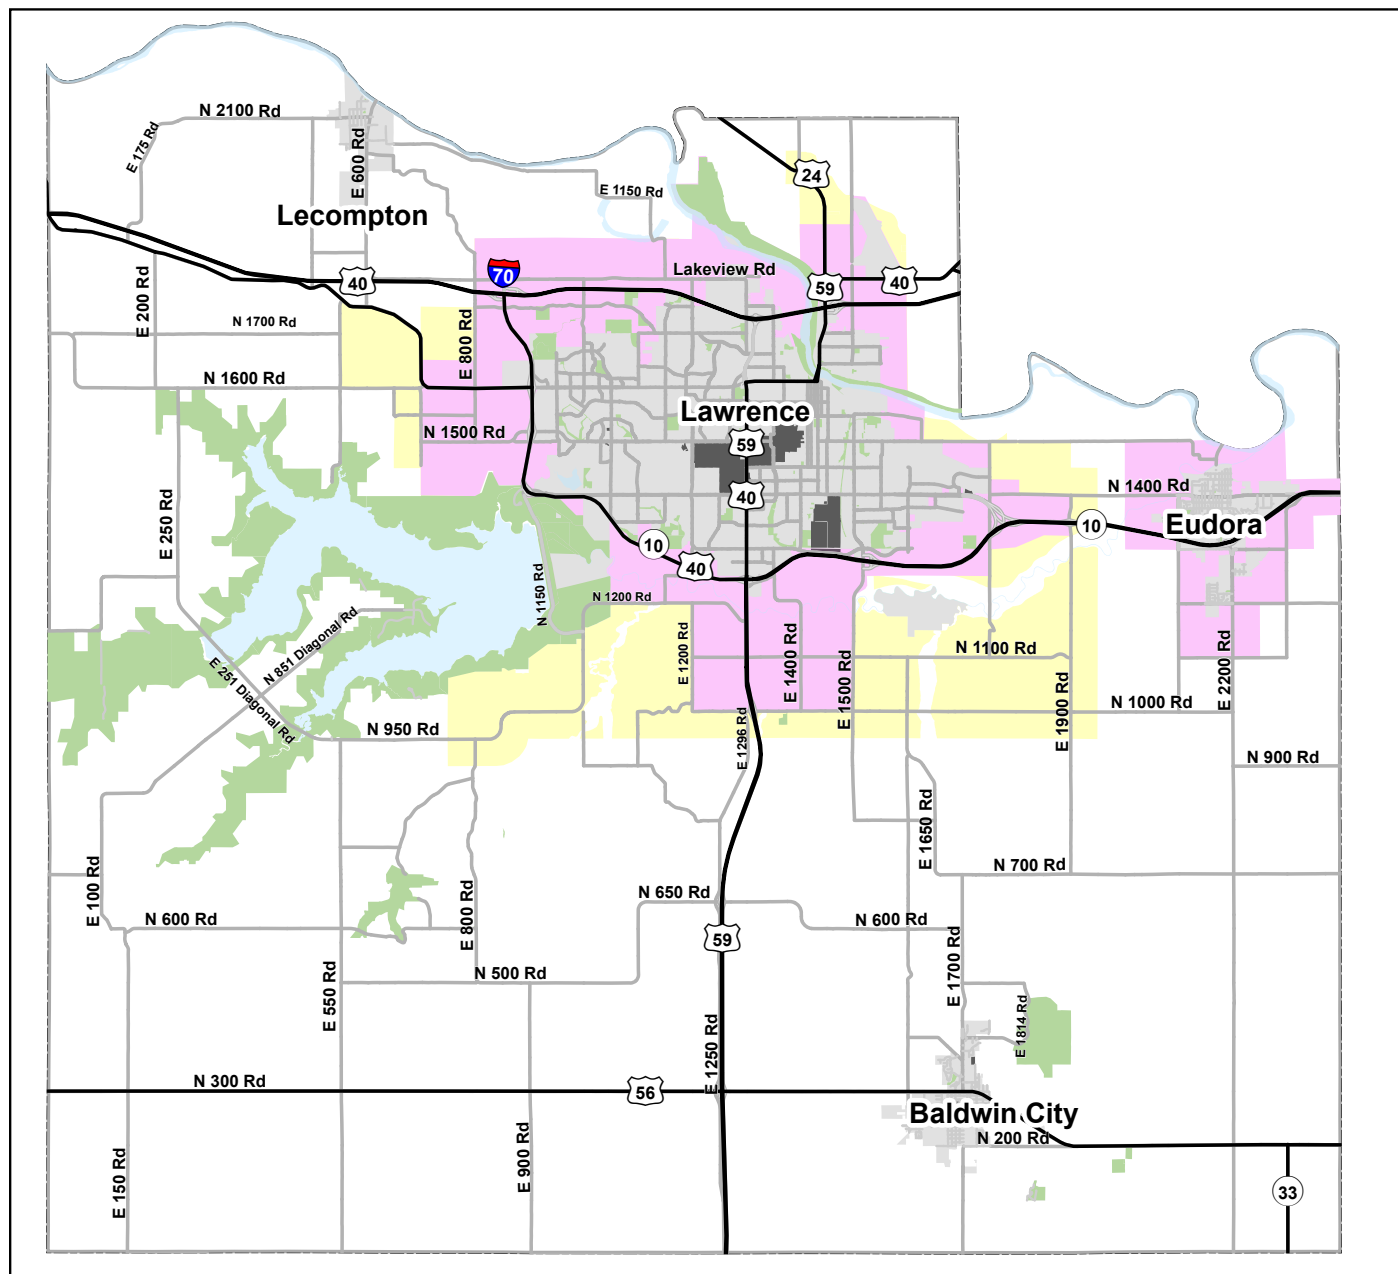 N 2100 Rd
E 175 Rd
E 600 Rd
24
E 1150 Rd
Lecompton
E 200 Rd
40
70
Lakeview Rd
59
40
N 1700 Rd
E 800 Rd
N 1600 Rd
Lawrence
N 1500 Rd
59
E 250 Rd
40
N 1400 Rd
10
Eudora
10
40
N 1150 Rd
N 1200 Rd
N 851 Diagonal Rd
E 251 Diagonal Rd
E 1200 Rd
E 1400 Rd
E 1500 Rd
N 1100 Rd
E 1900 Rd
E 2200 Rd
N 1000 Rd
N 950 Rd
E 1296 Rd
N 900 Rd
E 1650 Rd
N 700 Rd
E 100 Rd
N 600 Rd
E 800 Rd
N 650 Rd
N 600 Rd
59
N 500 Rd
E 550 Rd
E 1700 Rd
E 1814 Rd
E 1250 Rd
N 300 Rd
56
Baldwin City
N 200 Rd
E 150 Rd
E 900 Rd
33